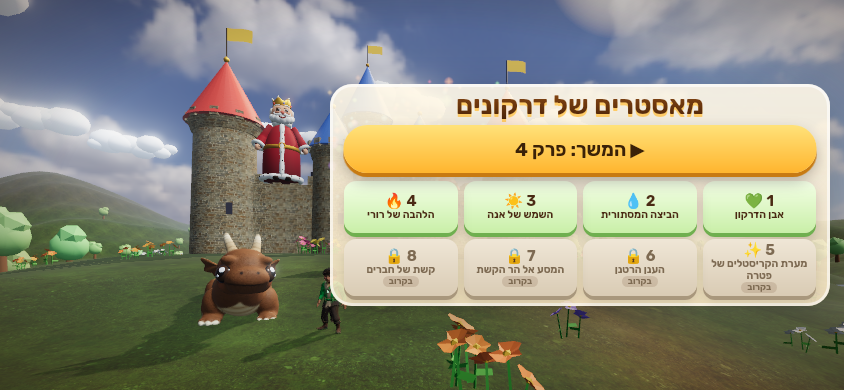 מאסטרים של דרקונים
▶ המשך: פרק 4
1 💚
אבן הדרקון
2 💧
הביצה המסתורית
3 ☀️
השמש של אנה
4 🔥
הלהבה של רורי
5 ✨
מערת הקריסטלים של
פטרה
בקרוב
6 🔒
הענן הרטנן
בקרוב
7 🔒
המסע אל הר הקשת
בקרוב
8 🔒
קשת של חברים
בקרוב